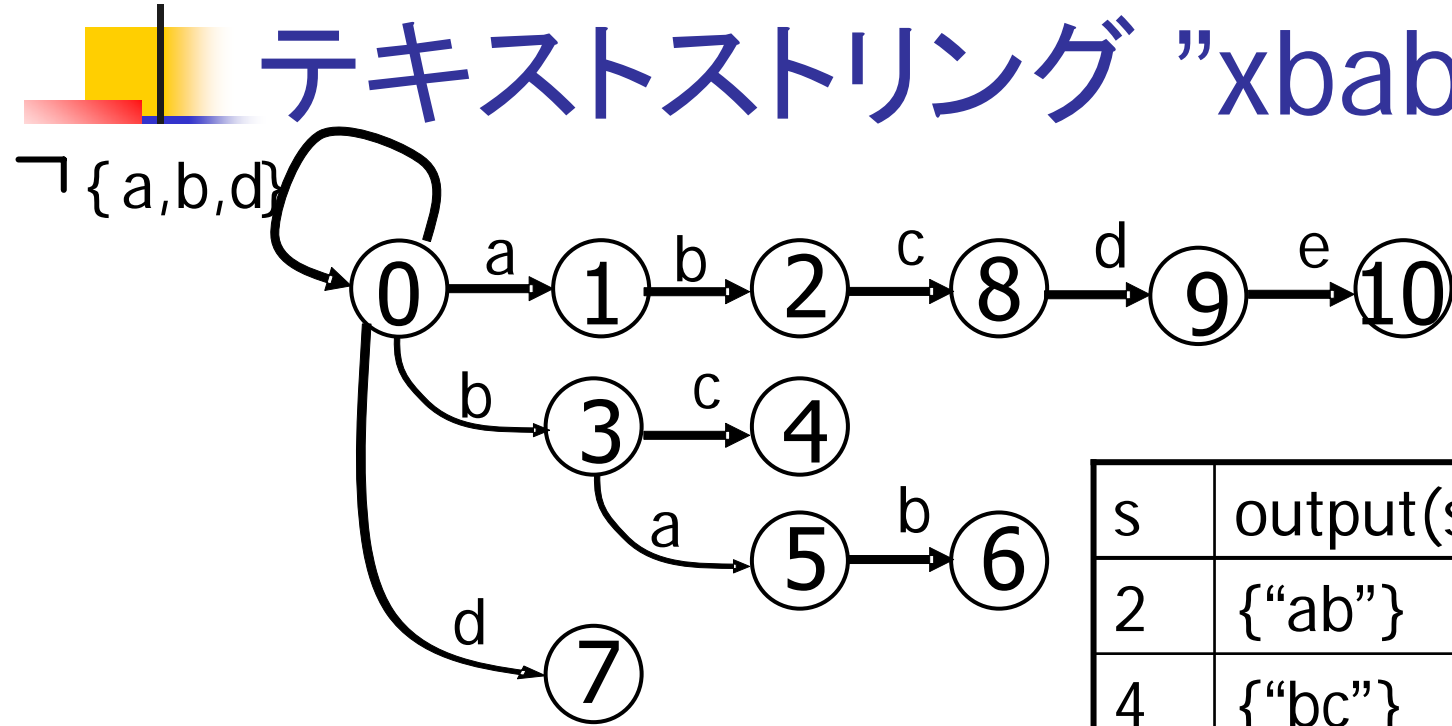 テキストストリング ”xbab
¬ {a,b,d}
0 a 1 b 2 c 8 d 9 e 10
b 3 c 4
a 5 b 6
d 7
s output(s
2 {“ab”}
4 {“bc”}